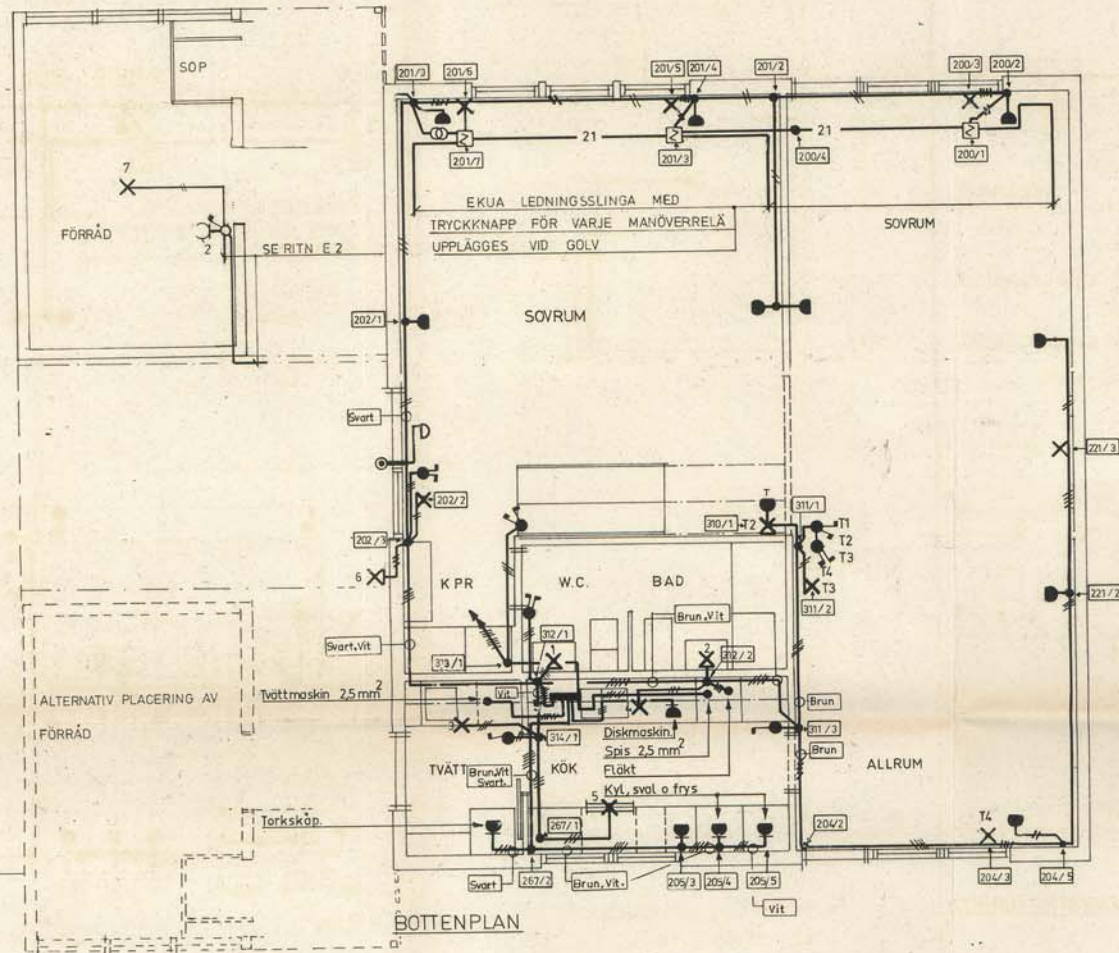 SOP
7
FÖRRÅD
2
SE RITN E 2
201/3
201/6
201/5
201/4
201/2
200/3
200/2
21
21
201/7
201/3
200/4
200/1
EKUA LEDNINGSSLINGA MED
TRYCKKNAPP FÖR VARJE MANÖVERRELÄ
UPPLÄGGES VID GOLV
SOVRUM
SOVRUM
202/1
Svart
202/2
202/3
6
221/3
T
310/1
T2
311/1
T1
T2
T3
T4
T3
311/2
221/2
K PR
W.C.
BAD
Svart.Vit
313/1
312/1
1
Brun,Vit
2
312/2
ALTERNATIV PLACERING AV
FÖRRÅD
Tvättmaskin 2,5 mm²
Vit
3
4
Brun
314/1
Diskmaskin.
Spis 2,5 mm²
Fläkt
311/3
Brun
TVÄTT
Brun,Vit
Svart.
KÖK
ALLRUM
Kyl, sval o frys
5
Torkskåp.
267/1
204/2
T4
267/2
205/3
205/4
205/5
204/3
204/5
Svart
Brun, Vit.
Vit
BOTTENPLAN